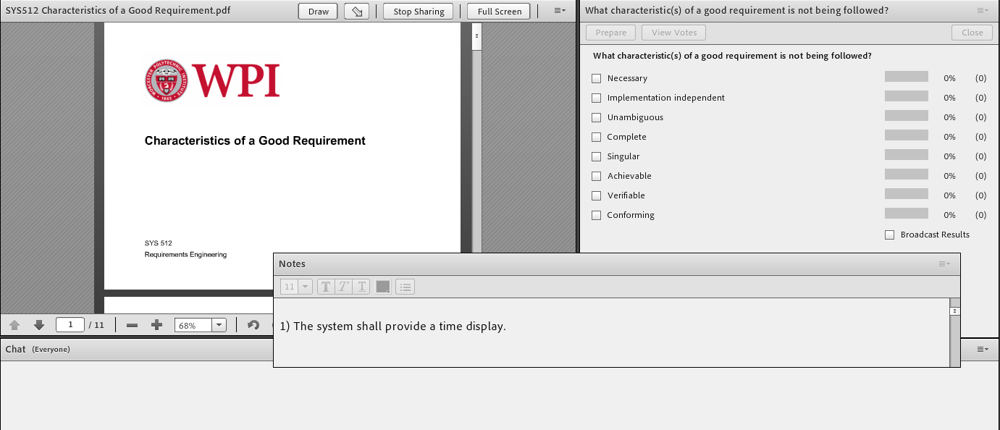 SYS512 Characteristics of a Good Requirement.pdf
Draw
Stop Sharing
Full Screen
WORCESTER POLYTECHNIC INSTITUTE
1865
WPI
Characteristics of a Good Requirement
SYS 512
Requirements Engineering
1 / 11
68%
What characteristic(s) of a good requirement is not being followed?
Prepare
View Votes
Close
What characteristic(s) of a good requirement is not being followed?
Necessary 0% (0)
Implementation independent 0% (0)
Unambiguous 0% (0)
Complete 0% (0)
Singular 0% (0)
Achievable 0% (0)
Verifiable 0% (0)
Conforming 0% (0)
Broadcast Results
Notes
11 T T T
1) The system shall provide a time display.
Chat (Everyone)